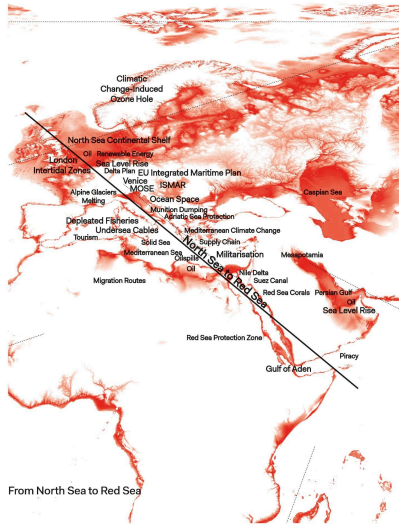 Climatic
Change-Induced
Ozone Hole
North Sea Continental Shelf
Oil Renewable Energy
London
Sea Level Rise
Intertidal Zones
Delta Plan
EU Integrated Maritime Plan
Venice
MOSE
ISMAR
Alpine Glaciers
Melting
Ocean Space
Caspian Sea
Munition Dumping
Adriatic Sea Protection
Depleated Fisheries
Undersea Cables
Mediterranean Climate Change
Tourism
Solid Sea
Supply Chain
Mediterranean Sea
Oilspills
Militarisation
Mesapotamia
Oil
North Sea to Red Sea
Nile Delta
Migration Routes
Suez Canal
Red Sea Corals
Persian Gulf
Oil
Sea Level Rise
Red Sea Protection Zone
Piracy
Gulf of Aden
From North Sea to Red Sea